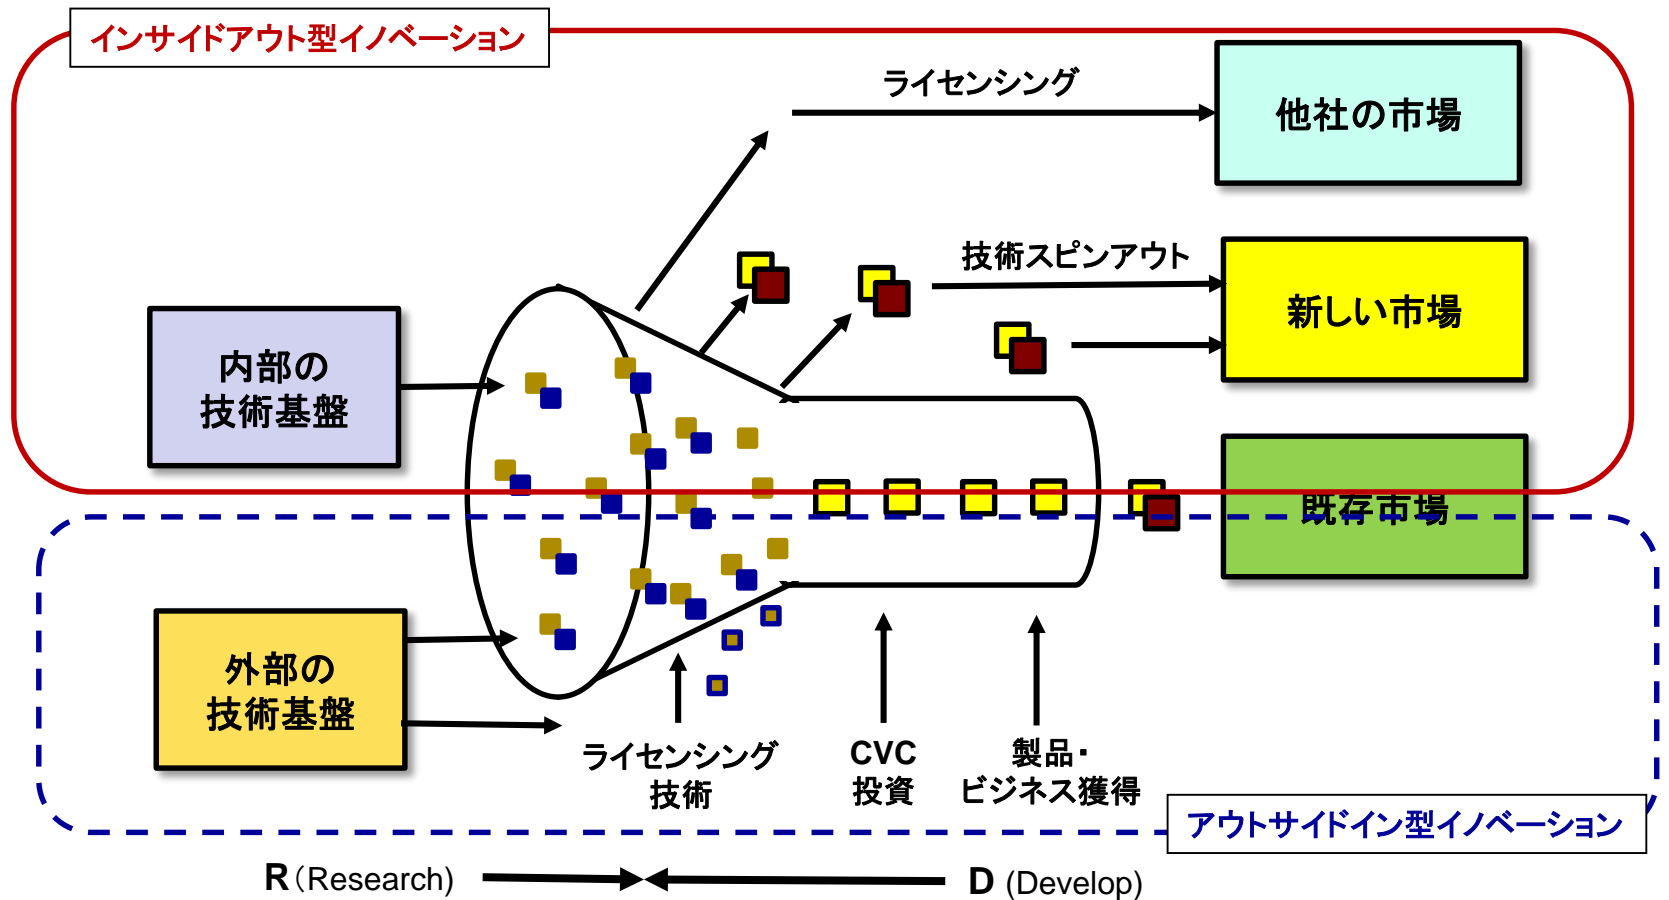 インサイドアウト型イノベーション
ライセンシング
他社の市場
技術スピンアウト
新しい市場
内部の
技術基盤
既存市場
外部の
技術基盤
ライセンシング
技術
CVC
投資
製品・
ビジネス獲得
アウトサイドイン型イノベーション
R（Research)
D (Develop)